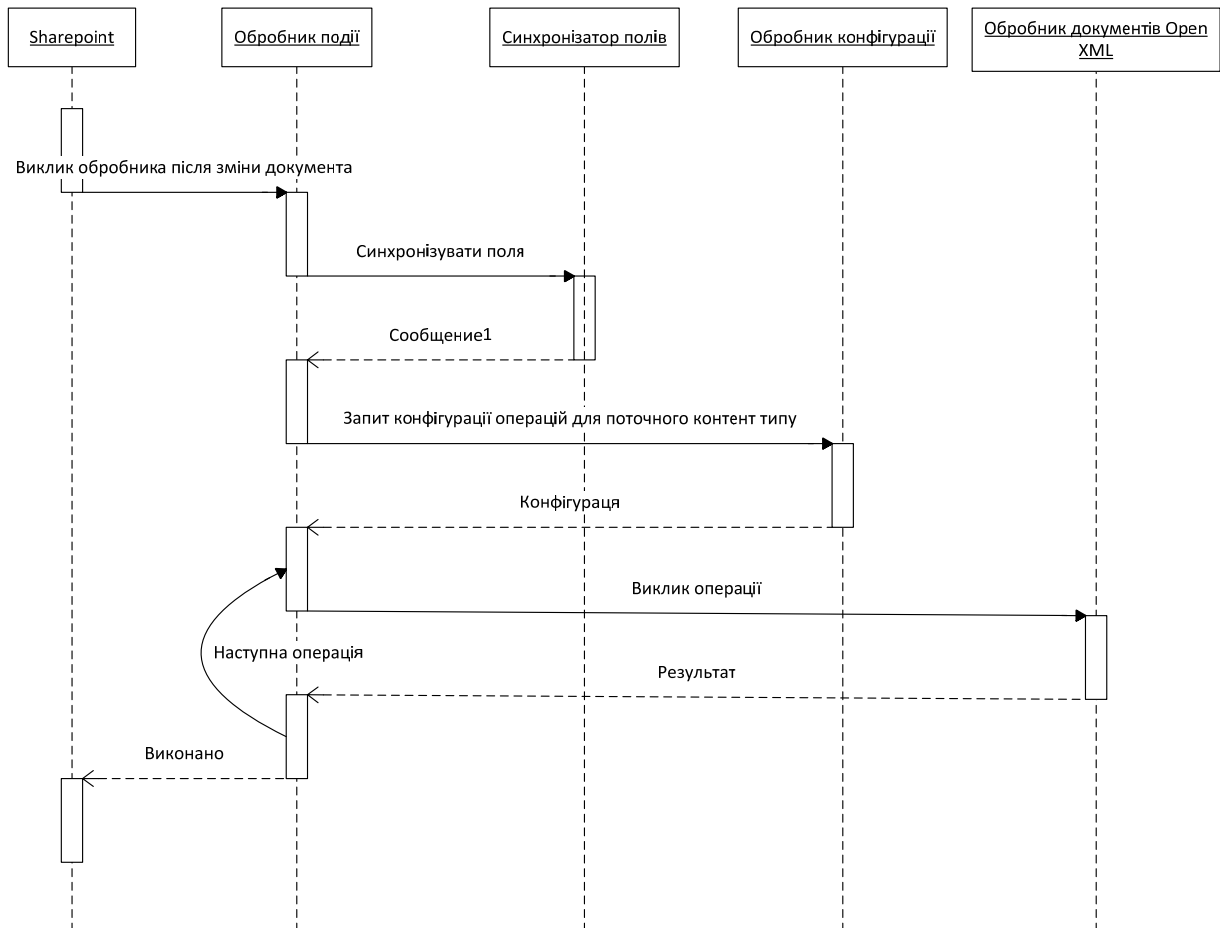 Sharepoint
Обробник події
Синхронізатор полів
Обробник конфігурації
Обробник документів Open
XML
Виклик обробника після зміни документа
Синхронізувати поля
Сообщение1
Запит конфігурації операцій для поточного контент типу
Конфігураця
Виклик операції
Наступна операція
Результат
Виконано